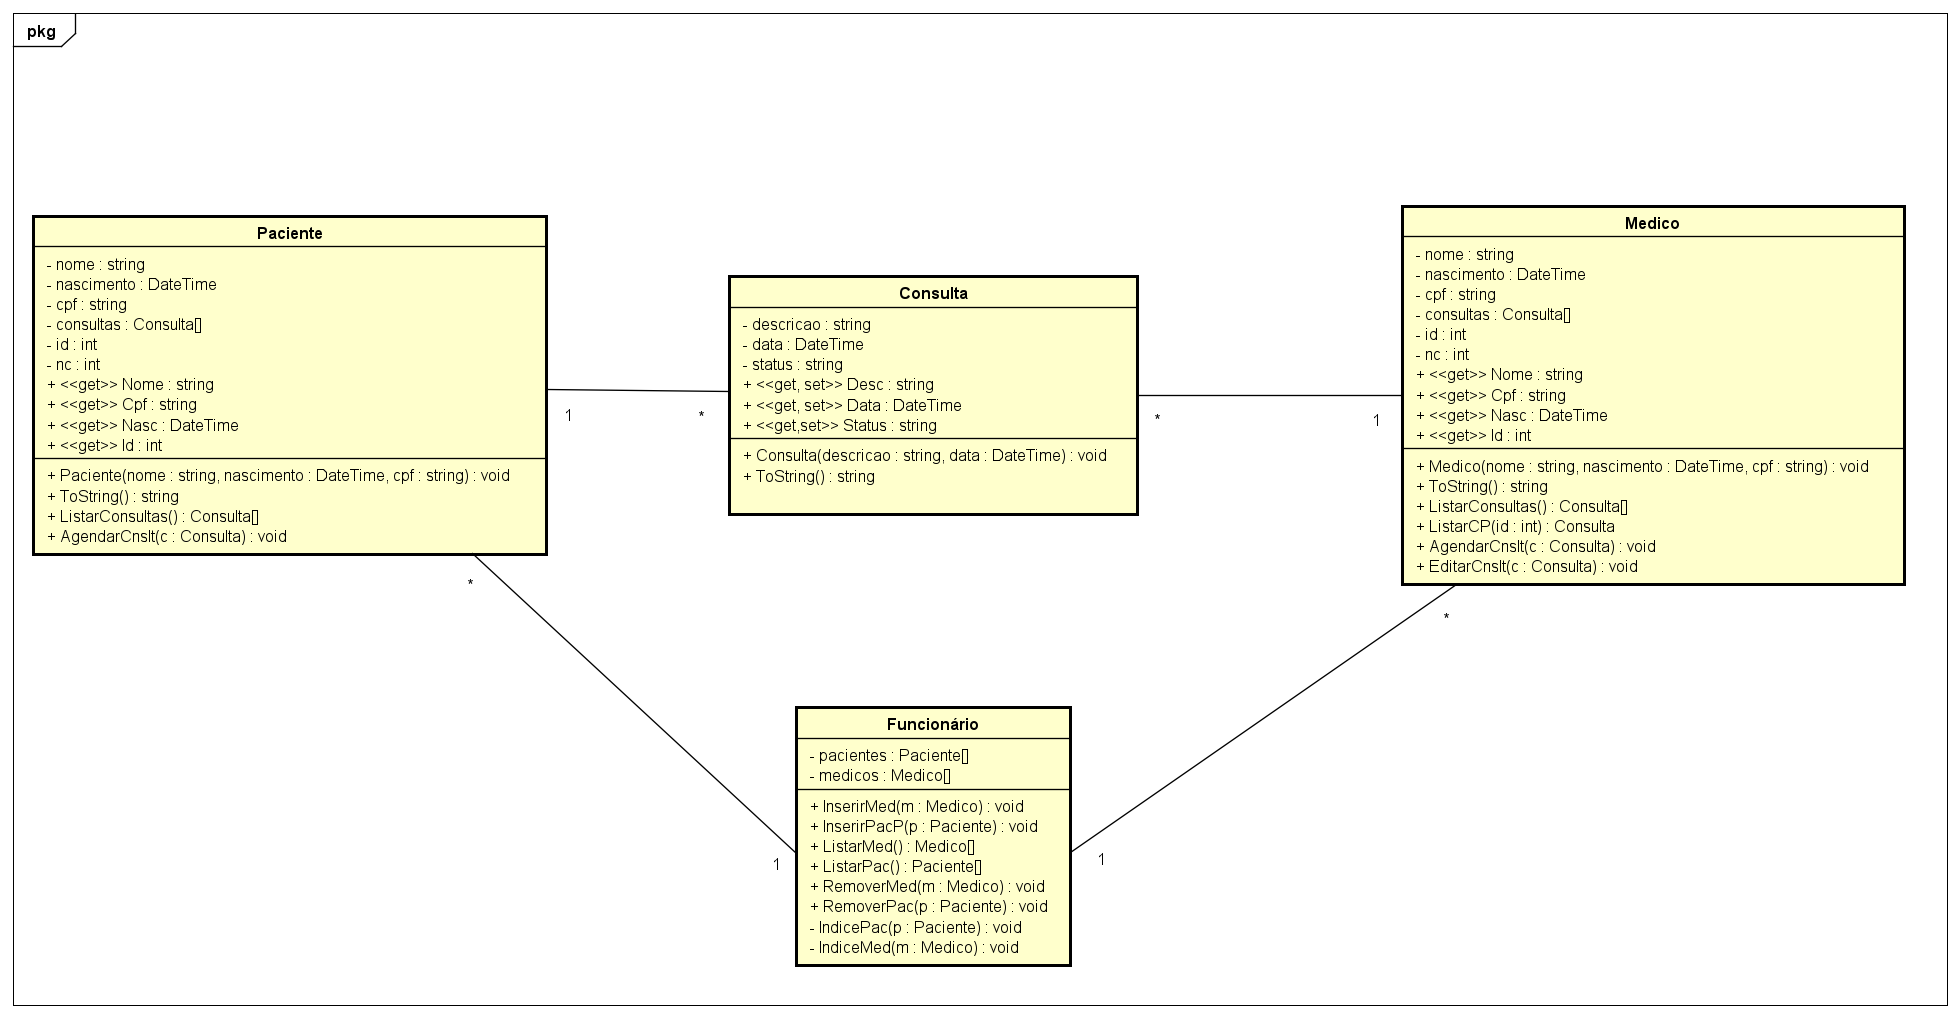 pkg
Paciente
- nome : string
- nascimento : DateTime
- cpf : string
- consultas : Consulta[]
- id : int
- nc : int
+ <<get>> Nome : string
+ <<get>> Cpf : string
+ <<get>> Nasc : DateTime
+ <<get>> Id : int
+ Paciente(nome : string, nascimento : DateTime, cpf : string) : void
+ ToString() : string
+ ListarConsultas() : Consulta[]
+ AgendarCnslt(c : Consulta) : void
1
*
Consulta
- descricao : string
- data : DateTime
- status : string
+ <<get, set>> Desc : string
+ <<get, set>> Data : DateTime
+ <<get,set>> Status : string
+ Consulta(descricao : string, data : DateTime) : void
+ ToString() : string
*
1
Medico
- nome : string
- nascimento : DateTime
- cpf : string
- consultas : Consulta[]
- id : int
- nc : int
+ <<get>> Nome : string
+ <<get>> Cpf : string
+ <<get>> Nasc : DateTime
+ <<get>> Id : int
+ Medico(nome : string, nascimento : DateTime, cpf : string) : void
+ ToString() : string
+ ListarConsultas() : Consulta[]
+ ListarCP(id : int) : Consulta
+ AgendarCnslt(c : Consulta) : void
+ EditarCnslt(c : Consulta) : void
*
*
1
1
Funcionário
- pacientes : Paciente[]
- medicos : Medico[]
+ InserirMed(m : Medico) : void
+ InserirPacP(p : Paciente) : void
+ ListarMed() : Medico[]
+ ListarPac() : Paciente[]
+ RemoverMed(m : Medico) : void
+ RemoverPac(p : Paciente) : void
- IndicePac(p : Paciente) : void
- IndiceMed(m : Medico) : void